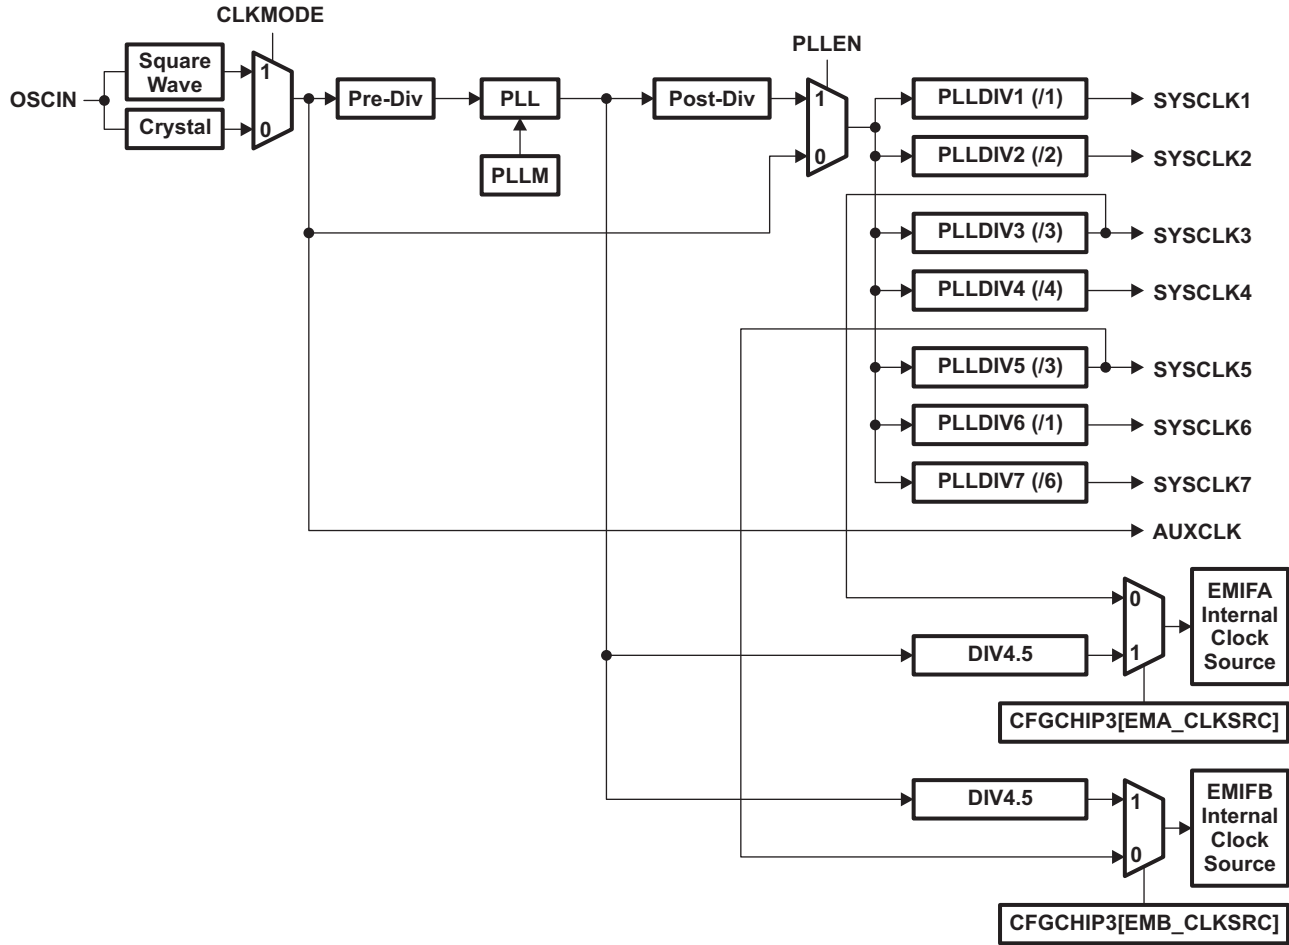 CLKMODE
PLLEN
OSCIN
Square
Wave
Crystal
1
0
Pre-Div
PLL
PLLM
Post-Div
1
0
PLLDIV1 (/1)
SYSCLK1
PLLDIV2 (/2)
SYSCLK2
PLLDIV3 (/3)
SYSCLK3
PLLDIV4 (/4)
SYSCLK4
PLLDIV5 (/3)
SYSCLK5
PLLDIV6 (/1)
SYSCLK6
PLLDIV7 (/6)
SYSCLK7
AUXCLK
0
1
DIV4.5
EMIFA
Internal
Clock
Source
CFGCHIP3[EMA_CLKSRC]
DIV4.5
1
0
EMIFB
Internal
Clock
Source
CFGCHIP3[EMB_CLKSRC]